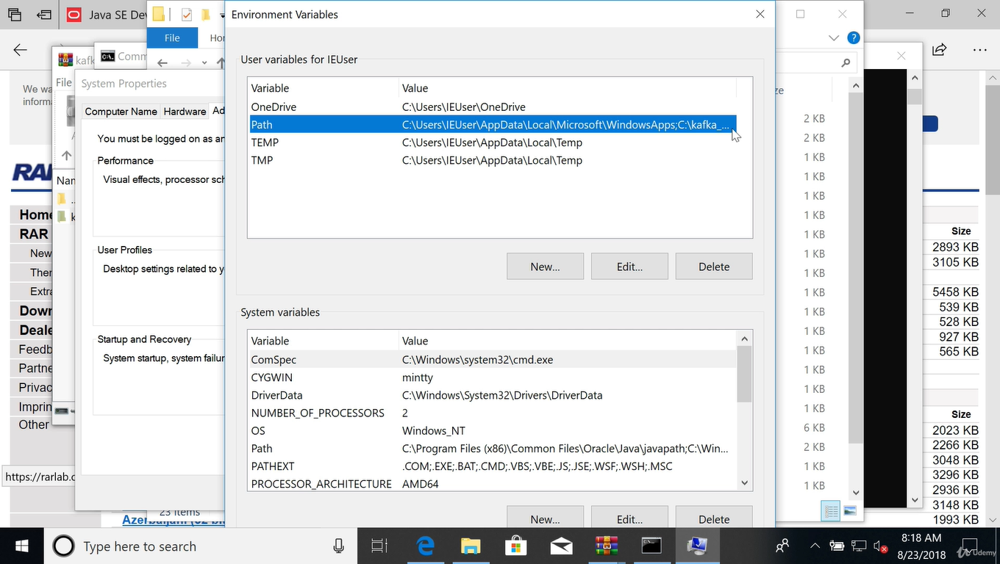 Java SE Dev
Environment Variables
File
Ho
kafk
Comm
User variables for IEUser
We wa
informa
File
System Properties
Variable Value
OneDrive C:\Users\IEUser\OneDrive
Path C:\Users\IEUser\AppData\Local\Microsoft\WindowsApps;C:\kafka_...
TEMP C:\Users\IEUser\AppData\Local\Temp
TMP C:\Users\IEUser\AppData\Local\Temp
Computer Name Hardware Ad
You must be logged on as an
Performance
Visual effects, processor sch
User Profiles
Desktop settings related to y
Startup and Recovery
System startup, system failur
New... Edit... Delete
System variables
Variable Value
ComSpec C:\Windows\system32\cmd.exe
CYGWIN mintty
DriverData C:\Windows\System32\Drivers\DriverData
NUMBER_OF_PROCESSORS 2
OS Windows_NT
Path C:\Program Files (x86)\Common Files\Oracle\Java\javapath;C:\Win...
PATHEXT .COM;.EXE;.BAT;.CMD;.VBS;.VBE;.JS;.JSE;.WSF;.WSH;.MSC
PROCESSOR_ARCHITECTURE AMD64
New... Edit... Delete
RAR
Nam
..
k
Home
RAR
New
Ther
Extra
Down
Deale
Feedb
Partne
Privac
Imprin
Other
https://rarlab.c
23 items
Azerbaijani (32 bi
ze
2 KB
2 KB
1 KB
1 KB
1 KB
1 KB
1 KB
1 KB
1 KB
1 KB
1 KB
1 KB
1 KB
1 KB
1 KB
1 KB
6 KB
2 KB
1 KB
1 KB
Size
2893 KB
3105 KB
5458 KB
539 KB
528 KB
927 KB
565 KB
Size
2023 KB
2266 KB
3048 KB
3296 KB
2936 KB
3148 KB
1993 KB
Type here to search
8:18 AM
8/23/2018
Udemy